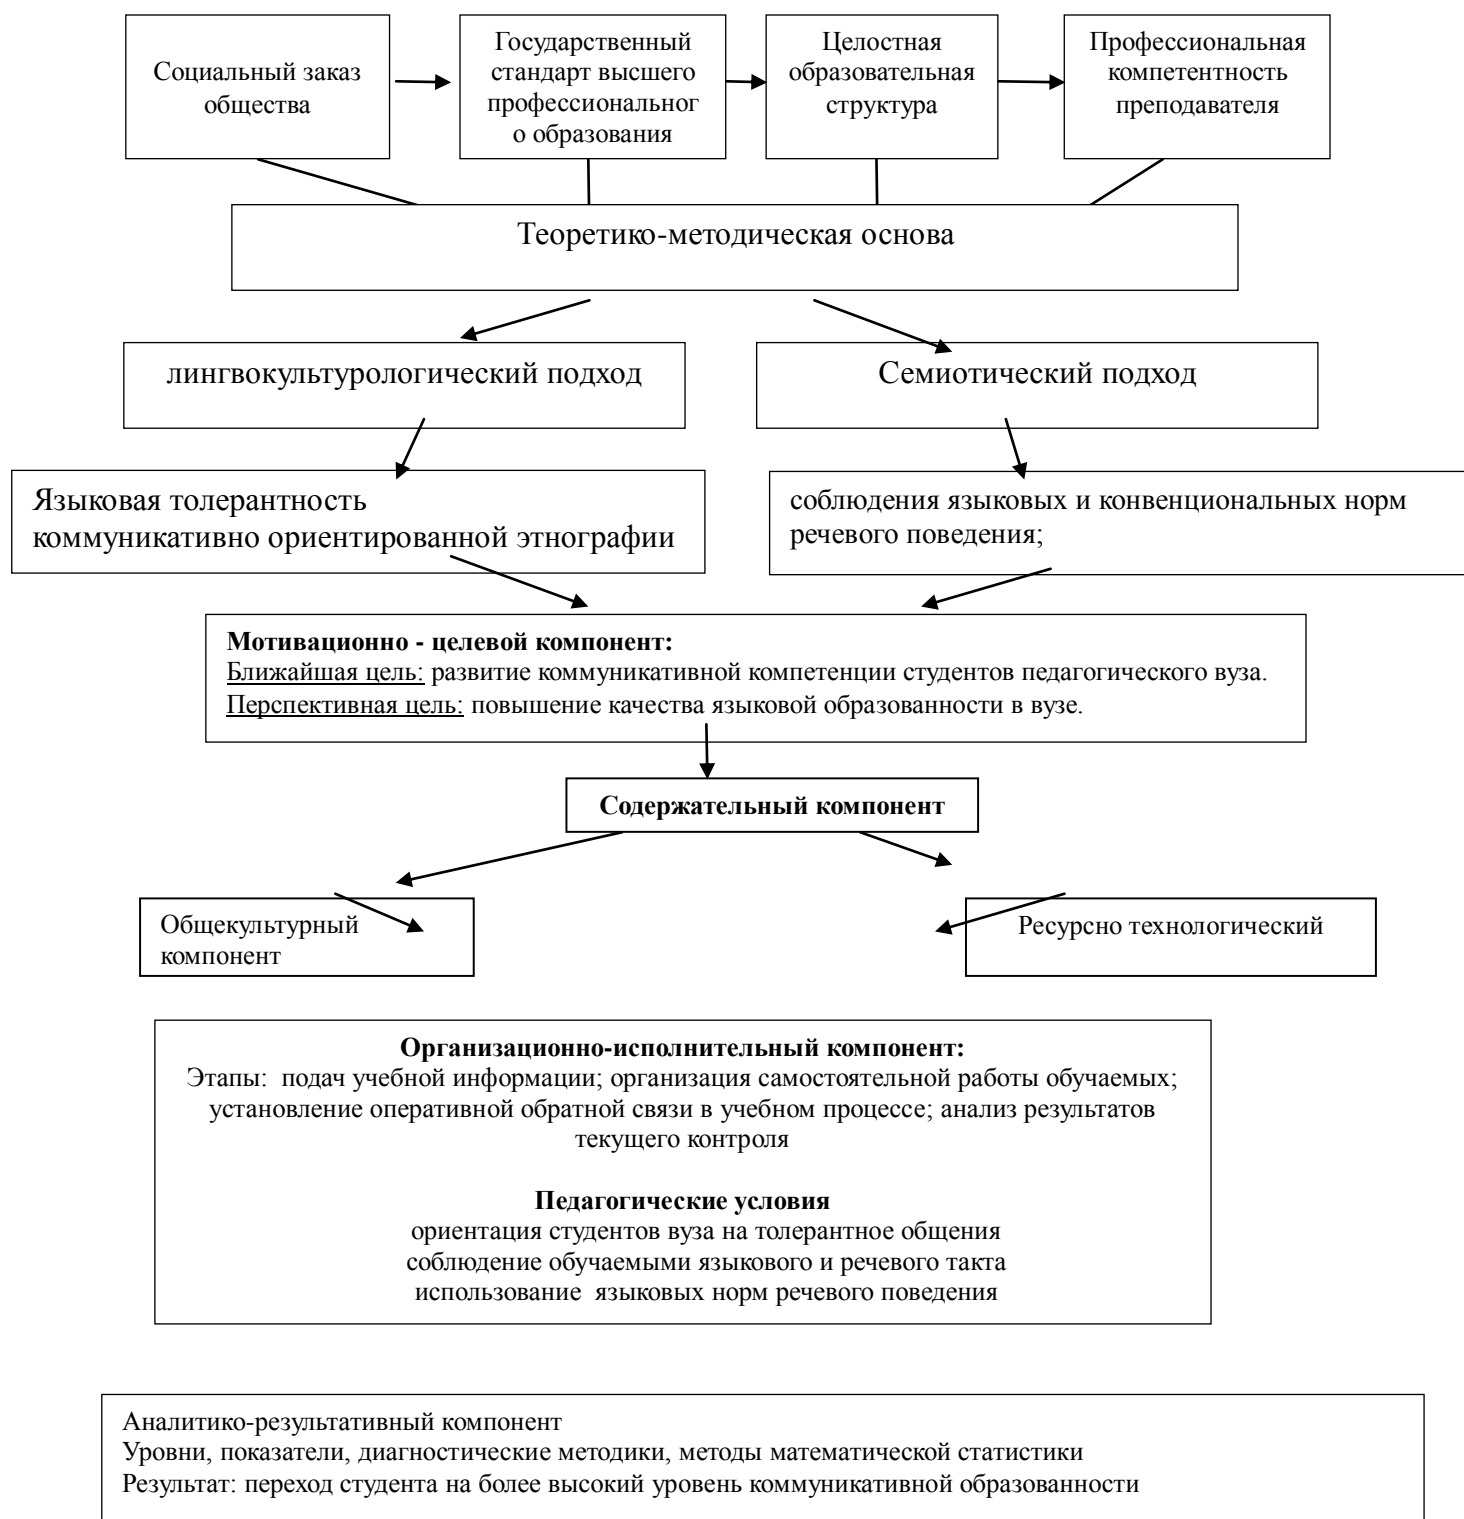 Социальный заказ
общества
Государственный
стандарт высшего
профессиональног
о образования
Целостная
образовательная
структура
Профессиональная
компетентность
преподавателя
Теоретико-методическая основа
лингвокультурологический подход
Семиотический подход
Языковая толерантность
коммуникативно ориентированной этнографии
соблюдения языковых и конвенциональных норм
речевого поведения;
Мотивационно - целевой компонент:
Ближайшая цель: развитие коммуникативной компетенции студентов педагогического вуза.
Перспективная цель: повышение качества языковой образованности в вузе.
Содержательный компонент
Общекультурный
компонент
Ресурсно технологический
Организационно-исполнительный компонент:
Этапы:  подач учебной информации; организация самостоятельной работы обучаемых;
установление оперативной обратной связи в учебном процессе; анализ результатов
текущего контроля
Педагогические условия
ориентация студентов вуза на толерантное общения
соблюдение обучаемыми языкового и речевого такта
использование  языковых норм речевого поведения
Аналитико-результативный компонент
Уровни, показатели, диагностические методики, методы математической статистики
Результат: переход студента на более высокий уровень коммуникативной образованности